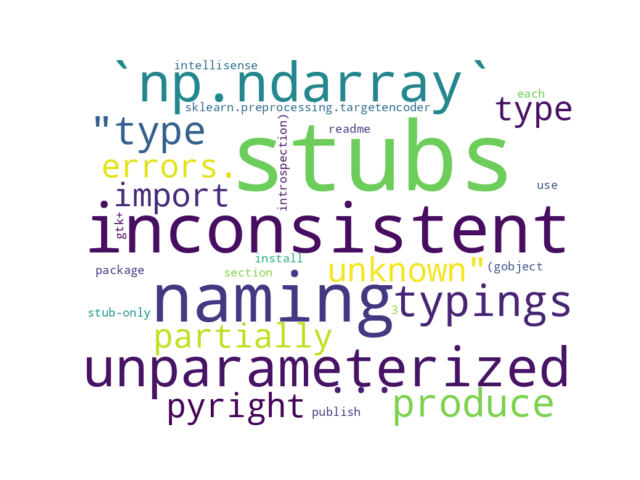 intellisense
`np.ndarray`
each
sklearn.preprocessing.targetencoder
type
"type
readme
stubs
errors.
introspection)
import
use
gtk+
inconsistent
install
unknown"
(gobject
package
section
naming
typings
stub-only
3
partially
unparameterized
...
pyright
publish
produce